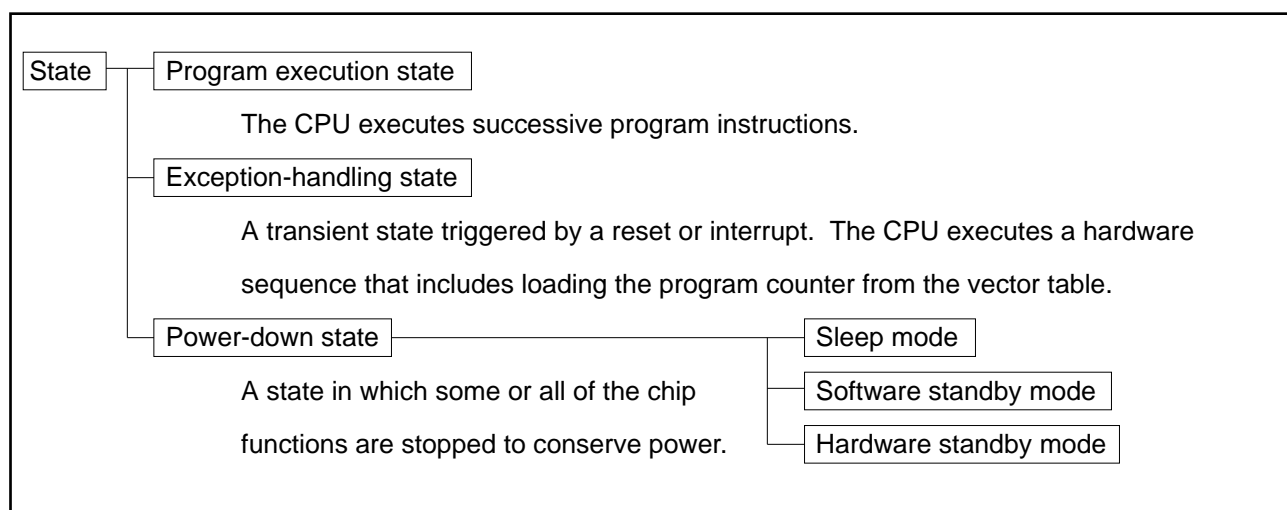 State
Program execution state
The CPU executes successive program instructions.
Exception-handling state
A transient state triggered by a reset or interrupt. The CPU executes a hardware
sequence that includes loading the program counter from the vector table.
Power-down state
A state in which some or all of the chip
functions are stopped to conserve power.
Sleep mode
Software standby mode
Hardware standby mode